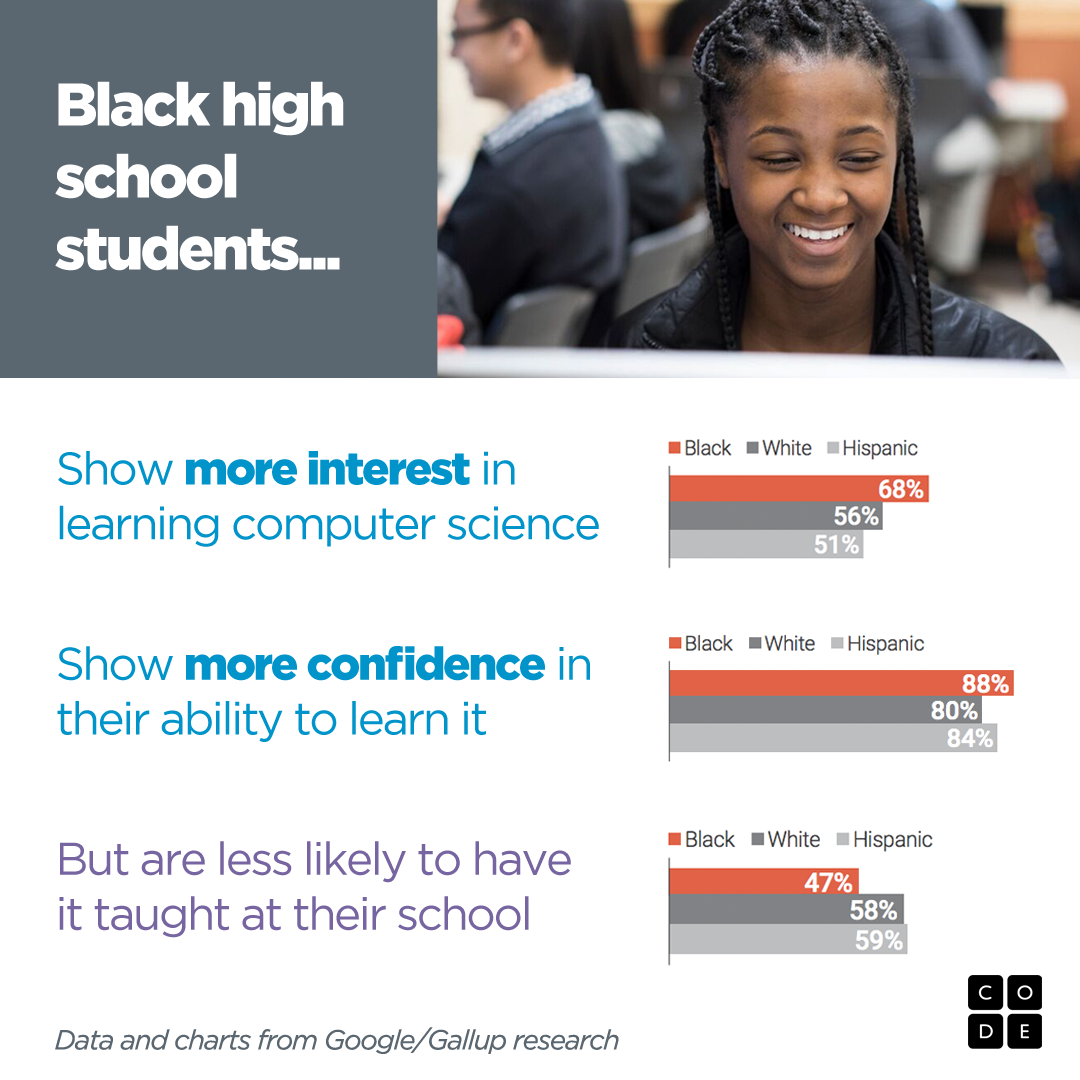 Black high
school
students...
Show more interest in
learning computer science
Black White Hispanic
68%
56%
51%
Show more confidence in
their ability to learn it
Black White Hispanic
88%
80%
84%
But are less likely to have
it taught at their school
Black White Hispanic
47%
58%
59%
Data and charts from Google/Gallup research
C O
D E